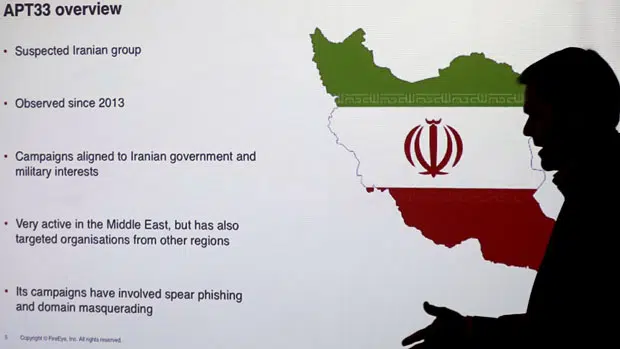 APT33 overview
• Suspected Iranian group
• Observed since 2013
• Campaigns aligned to Iranian government and
military interests
• Very active in the Middle East, but has also
targeted organisations from other regions
• Its campaigns have involved spear phishing
and domain masquerading
5 Copyright © FireEye, Inc. All rights reserved.